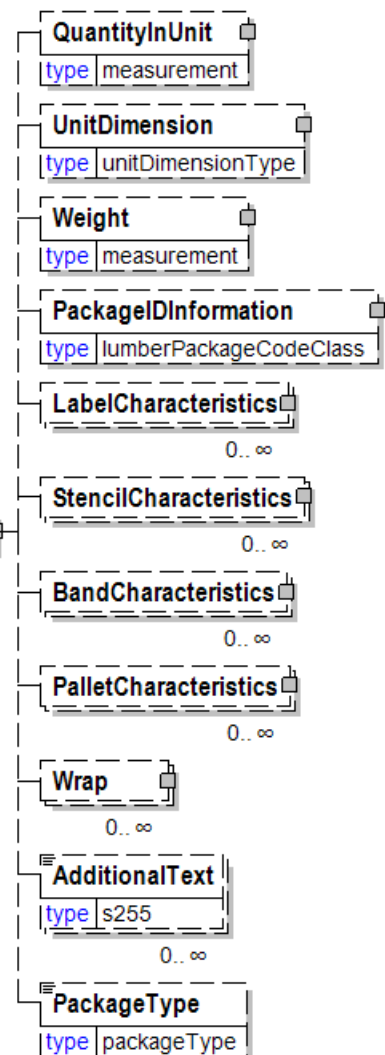 QuantityInUnit
type measurement
UnitDimension
type unitDimensionType
Weight
type measurement
PackageIDInformation
type lumberPackageCodeClass
LabelCharacteristics
0.. ∞
StencilCharacteristics
0.. ∞
BandCharacteristics
0.. ∞
PalletCharacteristics
0.. ∞
Wrap
0.. ∞
AdditionalText
type s255
0.. ∞
PackageType
type packageType